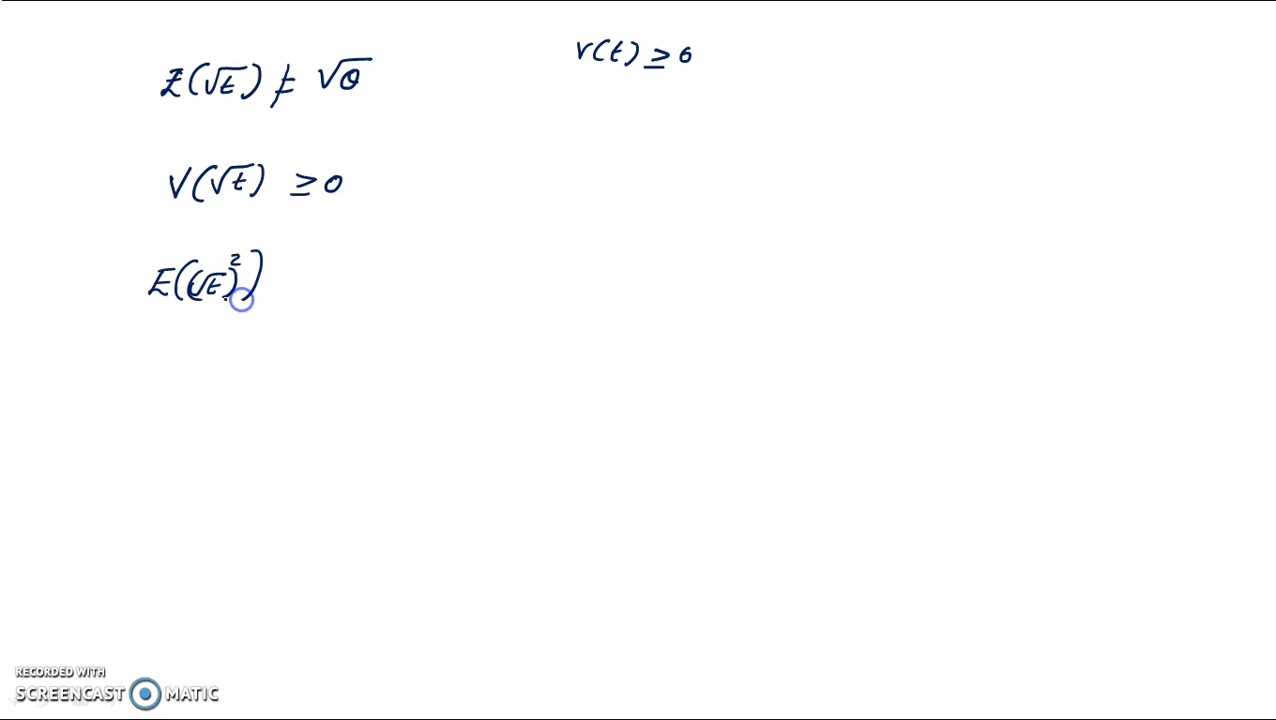 E(√t) ≠ √θ
V(t) ≥ 0
V(√t) ≥ 0
E((√t)²)
RECORDED WITH
SCREENCAST MATIC